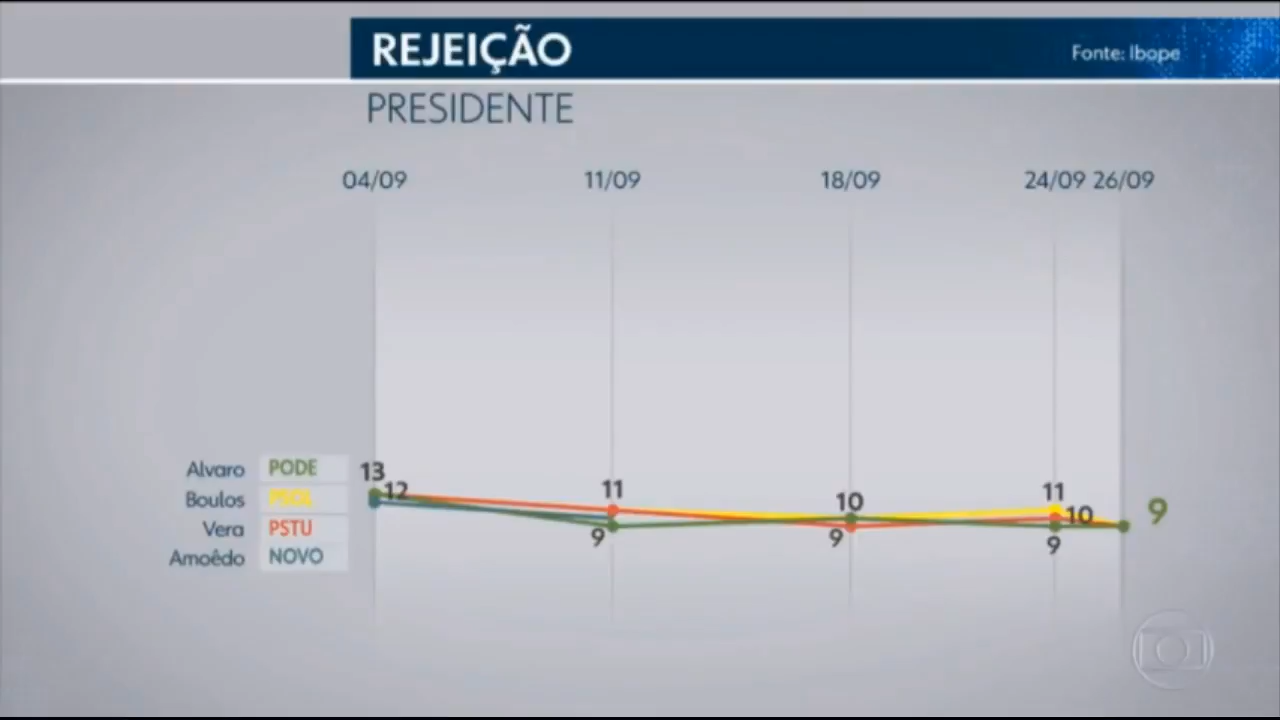 REJEIÇÃO
Fonte: Ibope
PRESIDENTE
04/09 11/09 18/09 24/09 26/09
Alvaro PODE
Boulos PSOL
Vera PSTU
Amoêdo NOVO
13
12
11
9
10
9
11
10
9
9